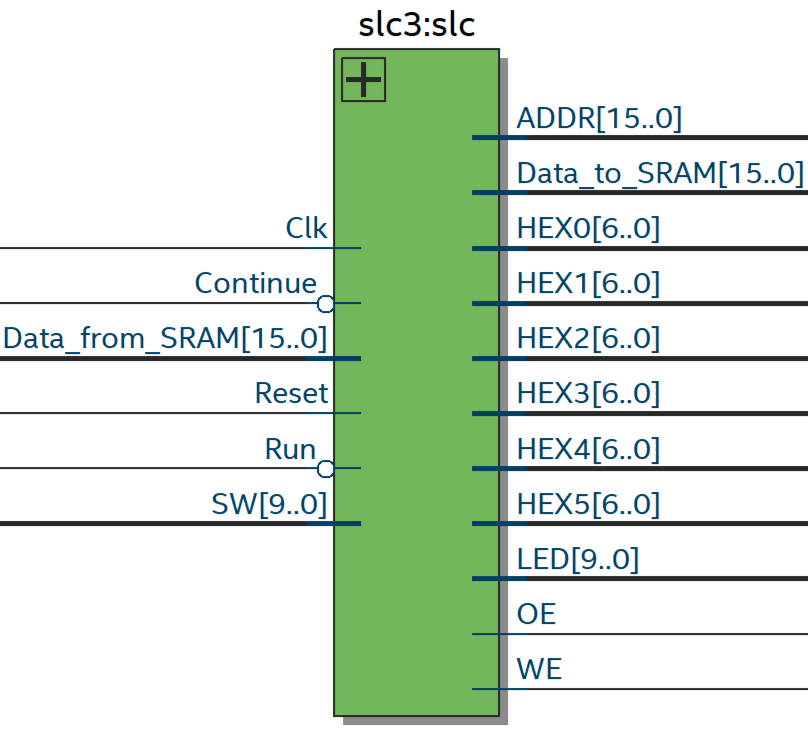 slc3:slc
ADDR[15..0]
Data_to_SRAM[15..0]
Clk
HEX0[6..0]
Continue
HEX1[6..0]
Data_from_SRAM[15..0]
HEX2[6..0]
Reset
HEX3[6..0]
Run
HEX4[6..0]
SW[9..0]
HEX5[6..0]
LED[9..0]
OE
WE